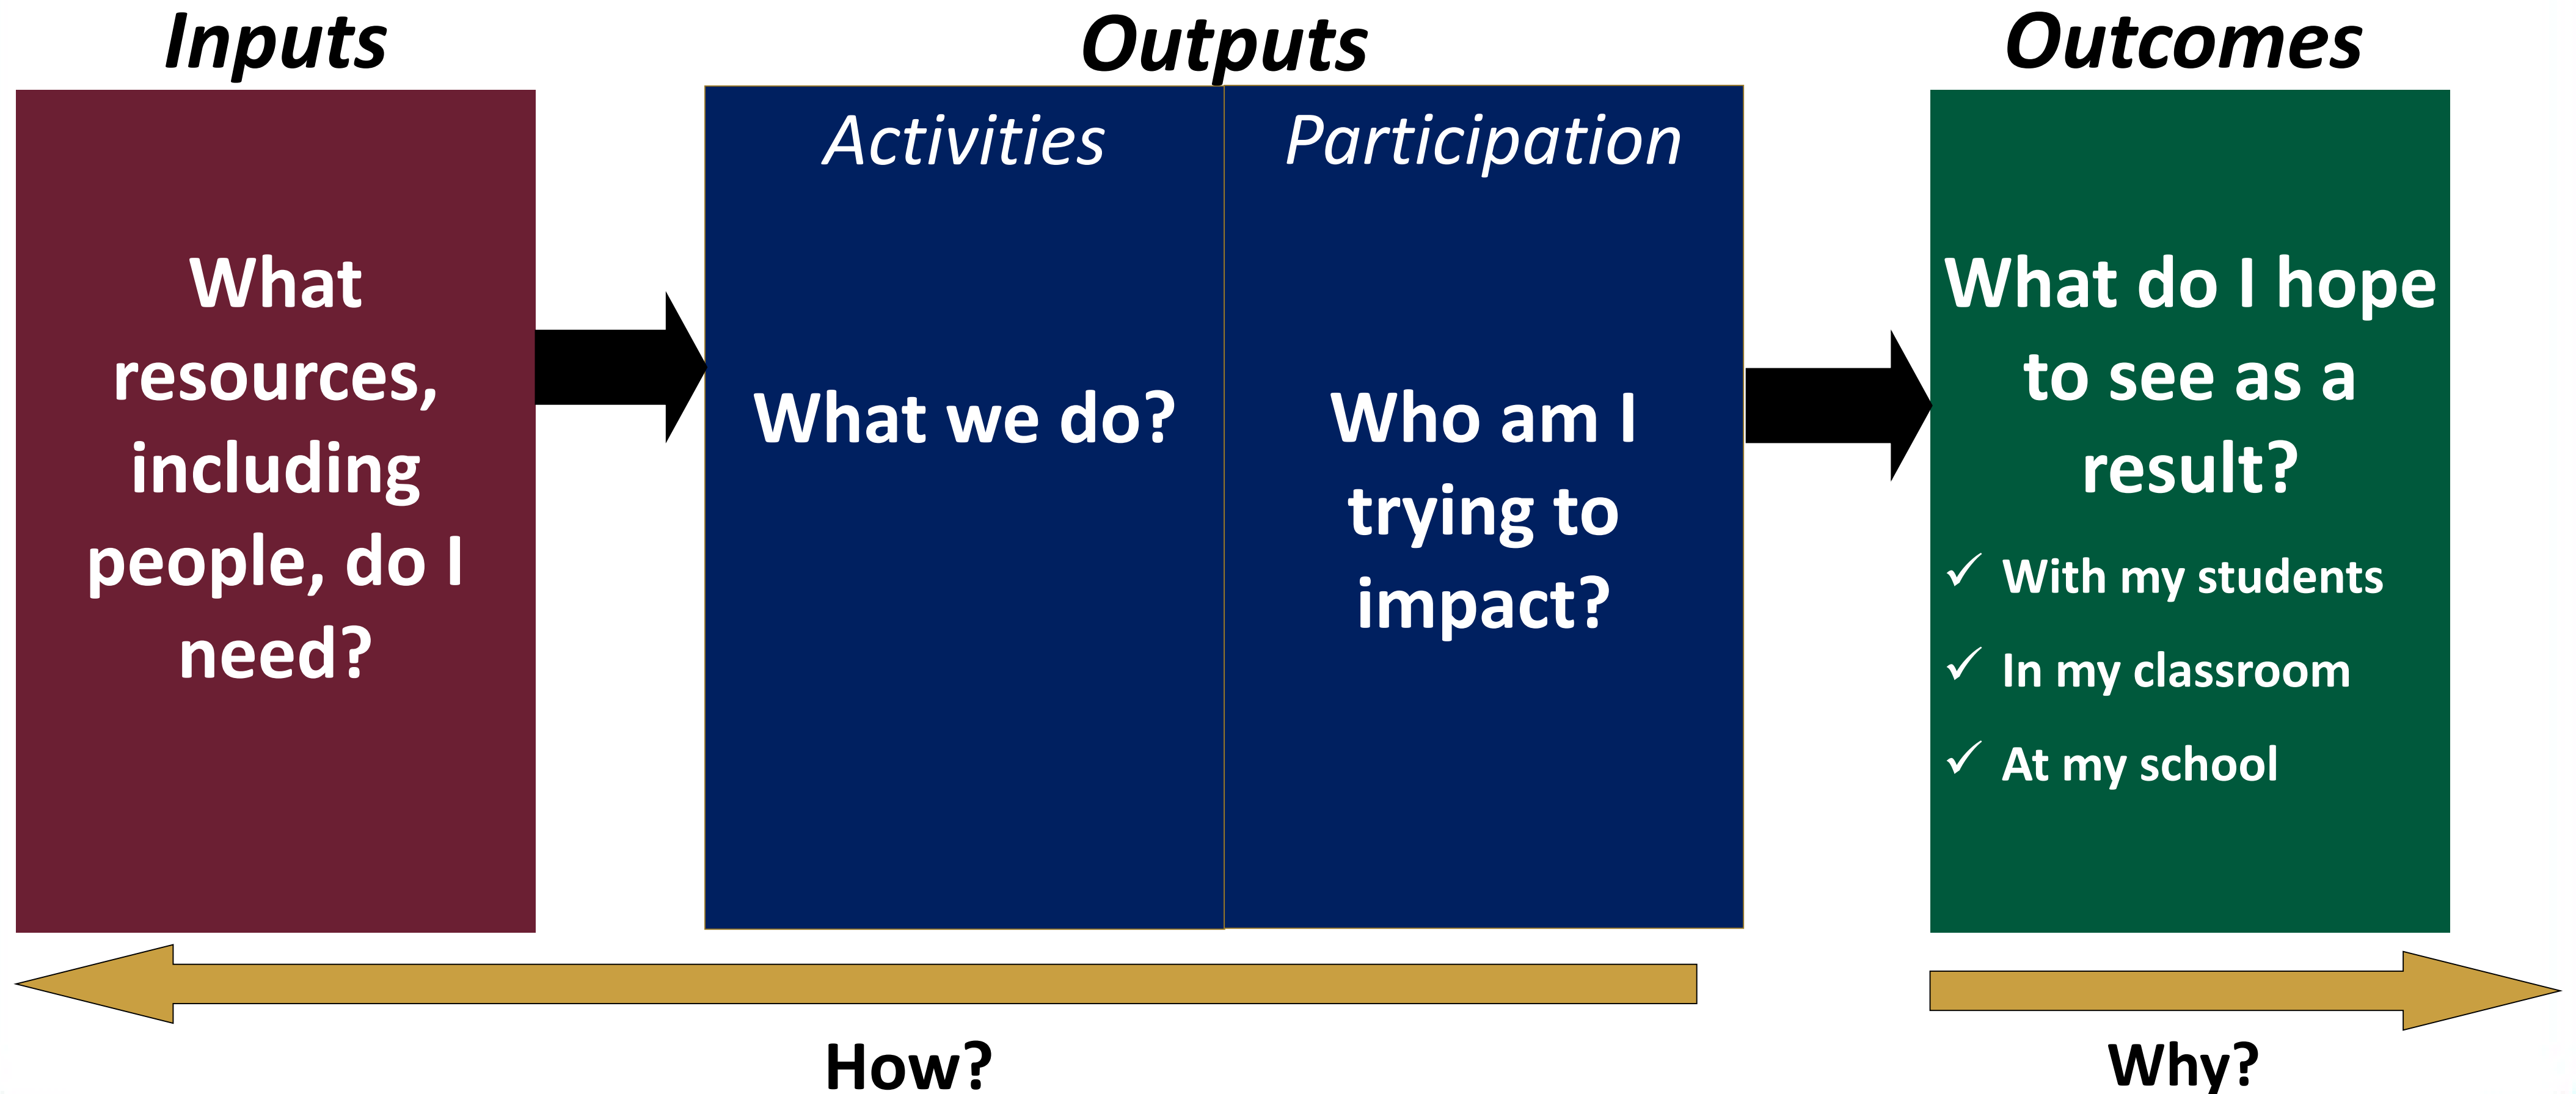 Inputs
What
resources,
including
people, do I
need?
Outputs
Activities
What we do?
Participation
Who am I
trying to
impact?
Outcomes
What do I hope
to see as a
result?
✓ With my students
✓ In my classroom
✓ At my school
How?
Why?